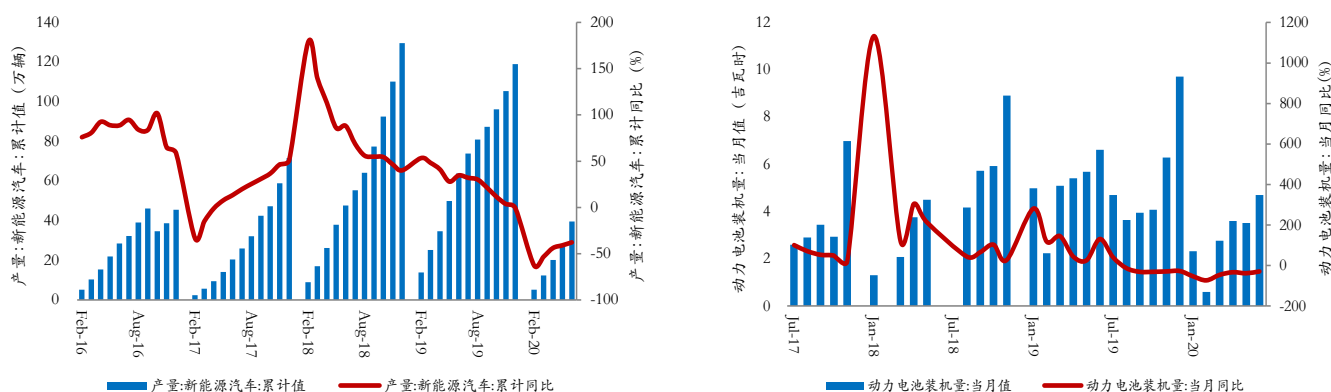 产量:新能源汽车:累计值(万辆)
140
120
100
80
60
40
20
0
200
150
100
50
0
-50
-100
产量:新能源汽车:累计同比(%)
Feb-16
Aug-16
Feb-17
Aug-17
Feb-18
Aug-18
Feb-19
Aug-19
Feb-20
产量:新能源汽车:累计值
产量:新能源汽车:累计同比
动力电池装机量:当月值(吉瓦时)
12
10
8
6
4
2
0
1200
1000
800
600
400
200
0
-200
动力电池装机量:当月同比(%)
Jul-17
Jan-18
Jul-18
Jan-19
Jul-19
Jan-20
动力电池装机量:当月值
动力电池装机量:当月同比